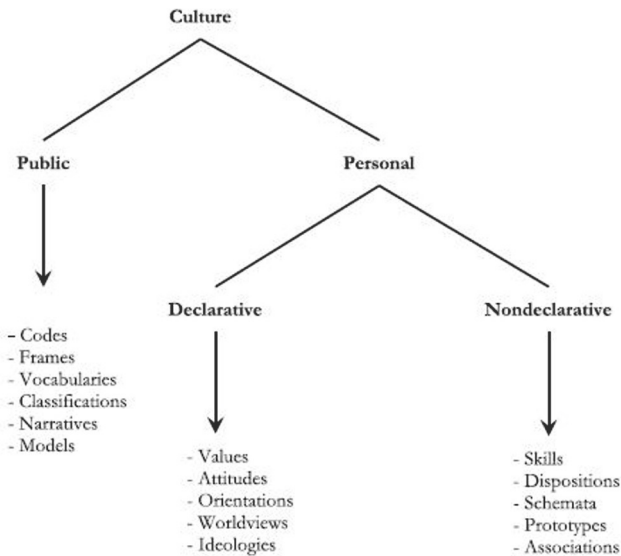 Culture
Public
Personal
Declarative
Nondeclarative
- Codes
- Frames
- Vocabularies
- Classifications
- Narratives
- Models
- Values
- Attitudes
- Orientations
- Worldviews
- Ideologies
- Skills
- Dispositions
- Schemata
- Prototypes
- Associations